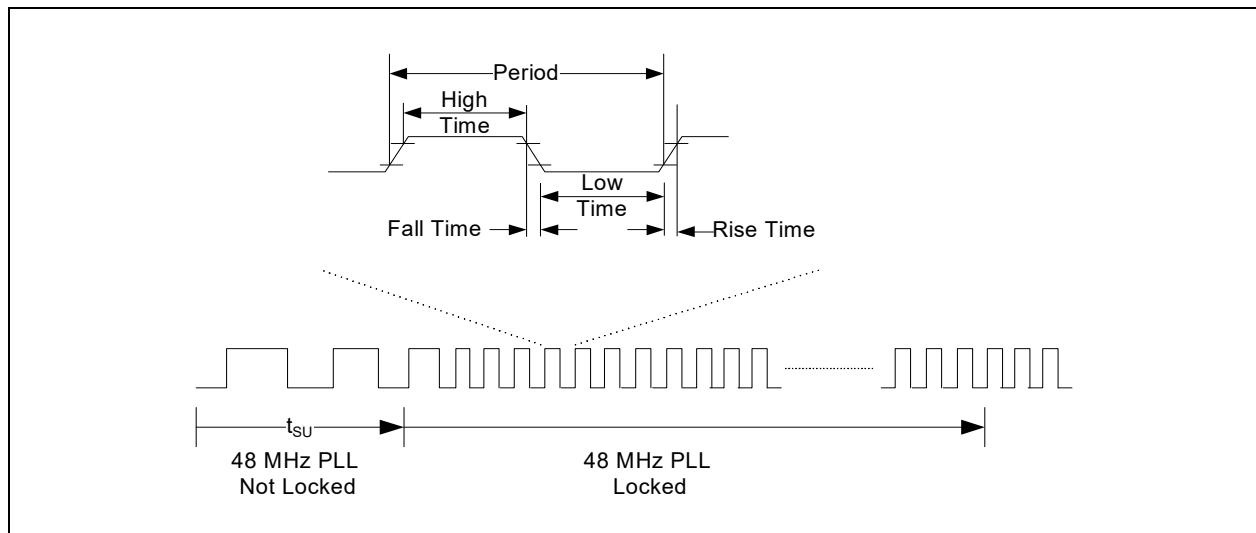 Period
High
Time
Low
Time
Fall Time
Rise Time
tSU
48 MHz PLL
Not Locked
48 MHz PLL
Locked